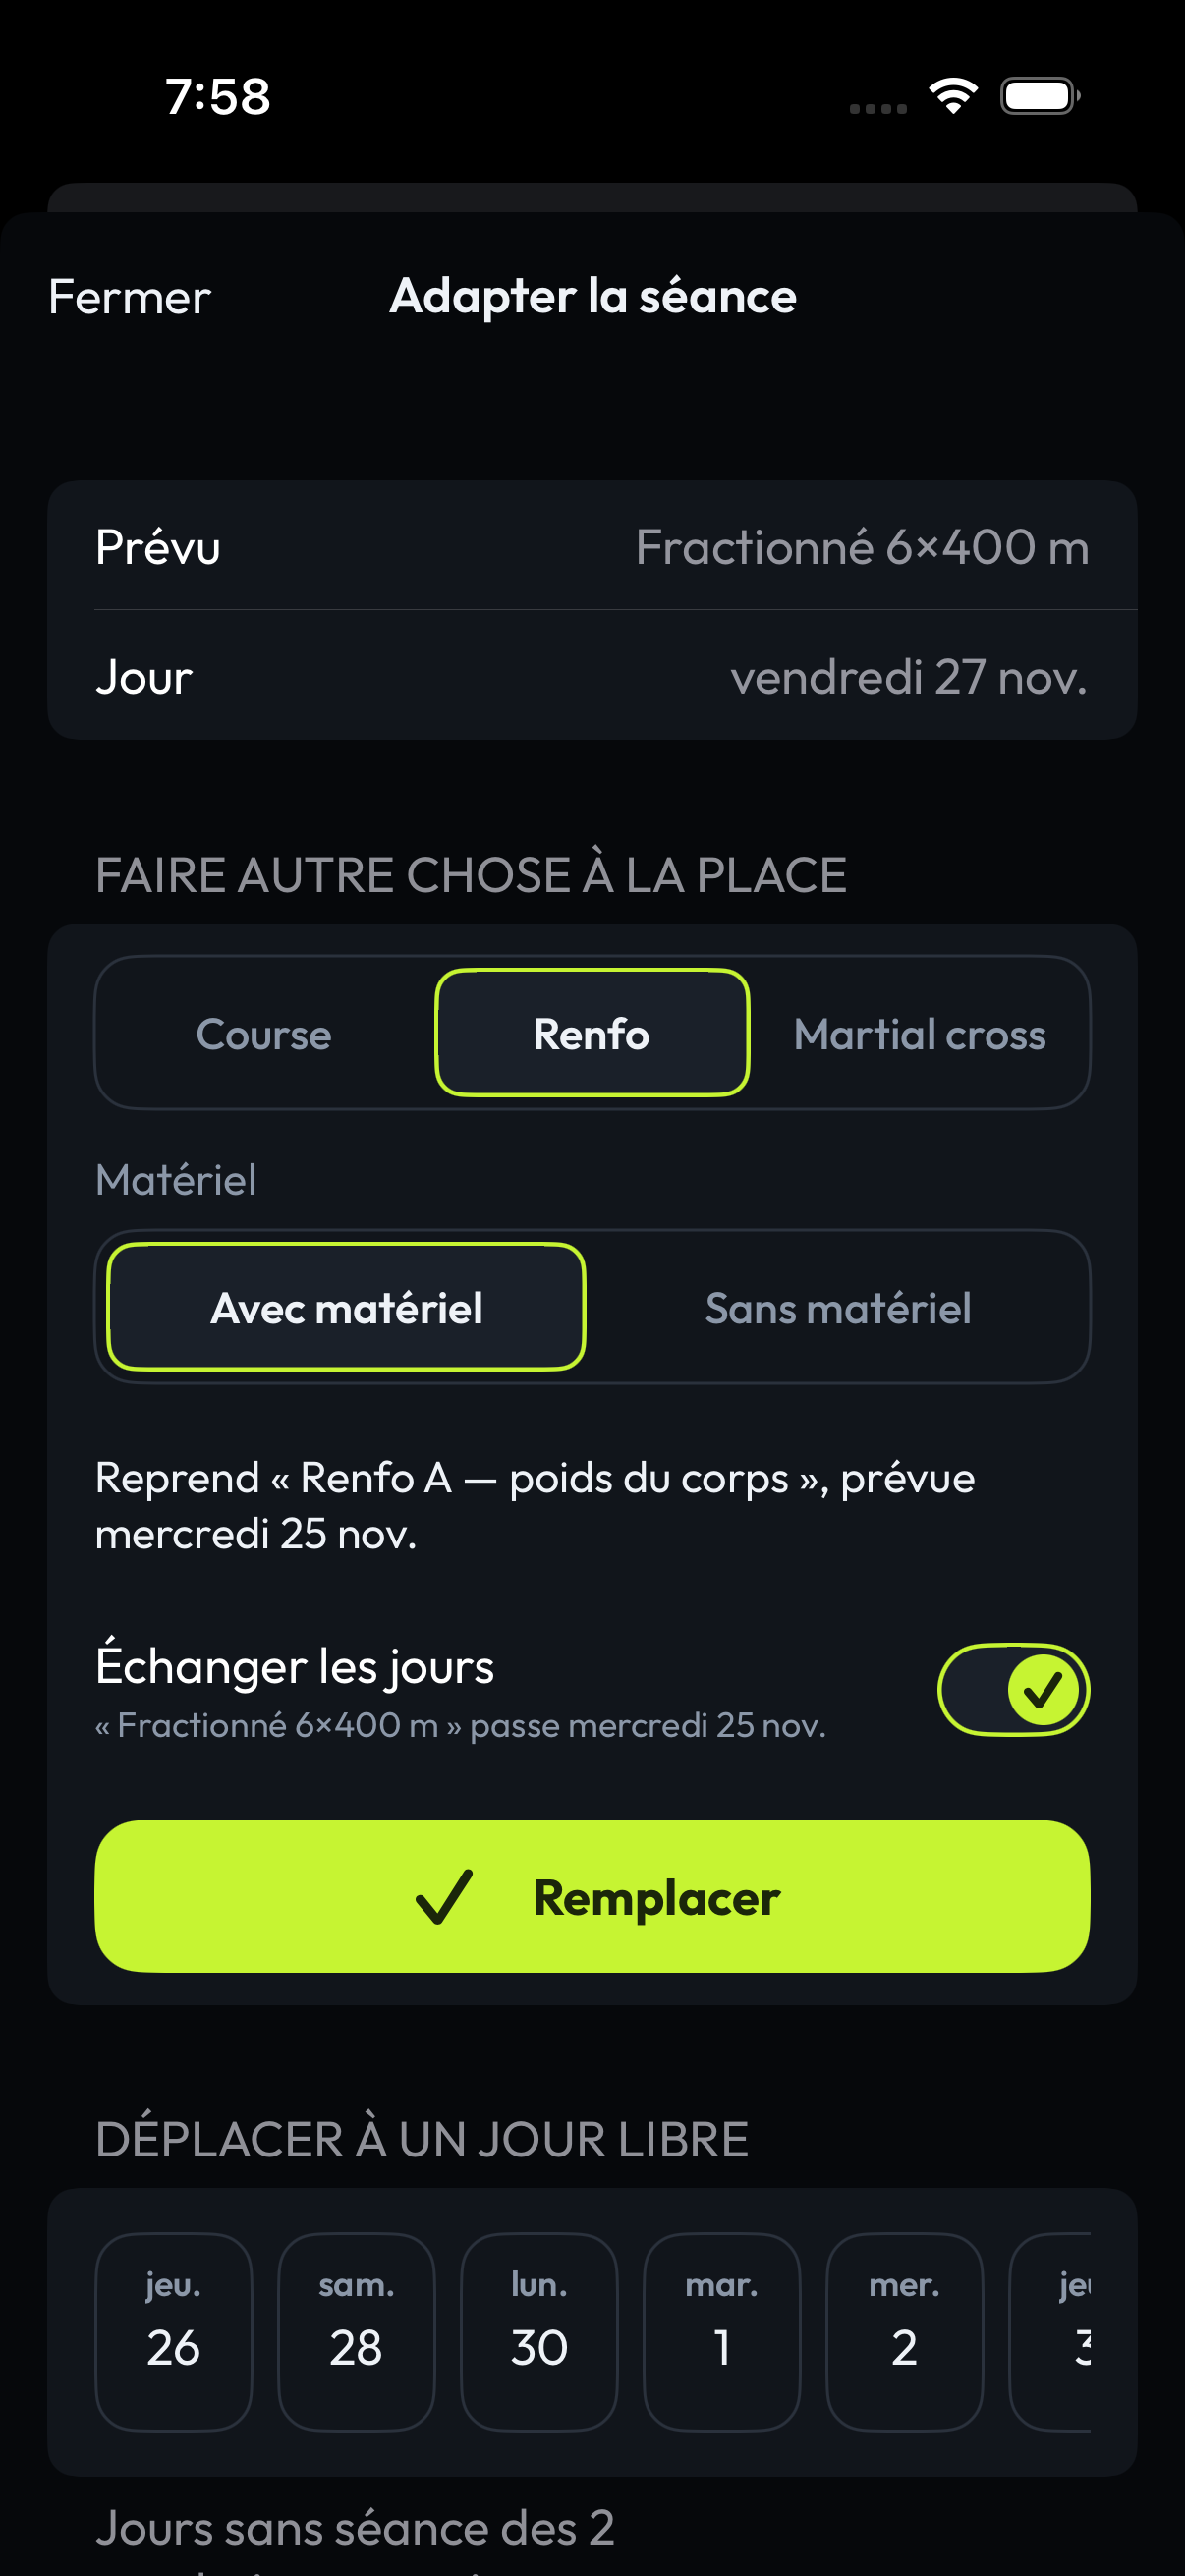 7:58
Fermer
Adapter la séance
Prévu
Fractionné 6×400 m
Jour
vendredi 27 nov.
FAIRE AUTRE CHOSE À LA PLACE
Course
Renfo
Martial cross
Matériel
Avec matériel
Sans matériel
Reprend « Renfo A — poids du corps », prévue
mercredi 25 nov.
Échanger les jours
« Fractionné 6×400 m » passe mercredi 25 nov.
Remplacer
DÉPLACER À UN JOUR LIBRE
jeu.
26
sam.
28
lun.
30
mar.
1
mer.
2
Jours sans séance des 2